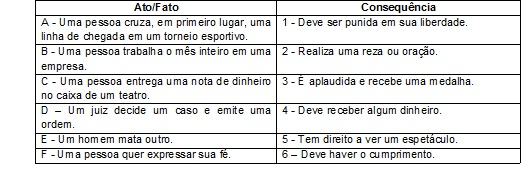 Ato/Fato Consequência
A - Uma pessoa cruza, em primeiro lugar, uma
linha de chegada em um torneio esportivo.
1 - Deve ser punida em sua liberdade.
B - Uma pessoa trabalha o mês inteiro em uma
empresa.
2 - Realiza uma reza ou oração.
C - Uma pessoa entrega uma nota de dinheiro
no caixa de um teatro.
3 - É aplaudida e recebe uma medalha.
D – Um juiz decide um caso e emite uma
ordem.
4 - Deve receber algum dinheiro.
E - Um homem mata outro.
5 - Tem direito a ver um espetáculo.
F - Uma pessoa quer expressar sua fé.
6 – Deve haver o cumprimento.